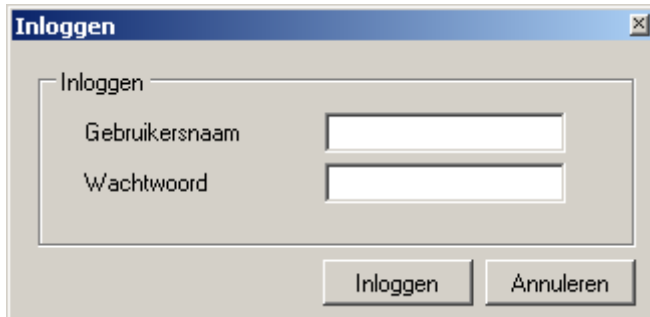 Inloggen
Inloggen
Gebruikersnaam
Wachtwoord
Inloggen Annuleren